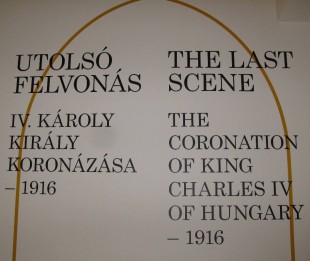 UTOLSÓ
FELVONÁS
IV. KÁROLY
KIRÁLY
KORONÁZÁSA
– 1916
THE LAST
SCENE
THE
CORONATION
OF KING
CHARLES IV
OF HUNGARY
– 1916